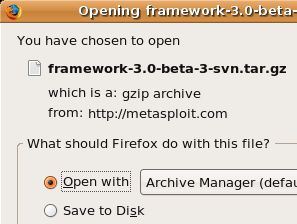 Opening framework-3.0-beta-
You have chosen to open
framework-3.0-beta-3-svn.tar.gz
which is a: gzip archive
from: http://metasploit.com
What should Firefox do with this file?
Open with Archive Manager (defau
Save to Disk